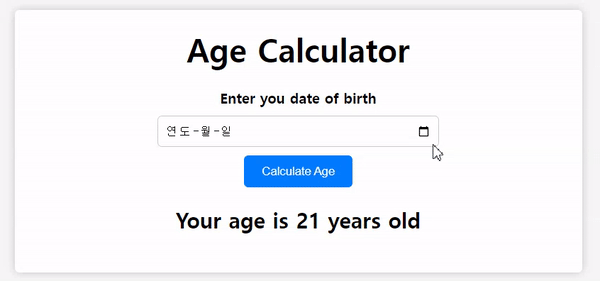 Age Calculator
Enter you date of birth
연도-월-일
Calculate Age
Your age is 21 years old